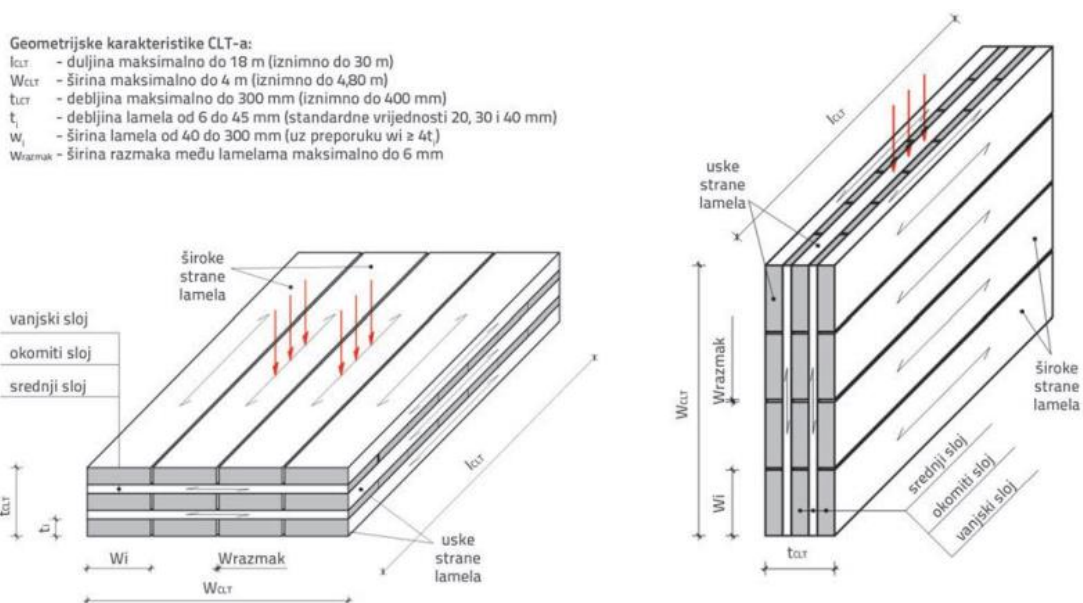 Geometrijske karakteristike CLT-a:
lCLT - duljina maksimalno do 18 m (iznimno do 30 m)
WCLT - širina maksimalno do 4 m (iznimno do 4,80 m)
tLCT - debljina maksimalno do 300 mm (iznimno do 400 mm)
ti - debljina lamela od 6 do 45 mm (standardne vrijednosti 20, 30 i 40 mm)
wi - širina lamela od 40 do 300 mm (uz preporuku wi ≥ 4ti)
Wrazmak - širina razmaka među lamelama maksimalno do 6 mm
široke
strane
lamela
vanjski sloj
okomiti sloj
srednji sloj
tCLT
ti
Wi
Wrazmak
WCLT
lCLT
uske
strane
lamela
uske
strane
lamela
lCLT
WCLT
Wrazmak
Wi
tCLT
široke
strane
lamela
srednji sloj
okomiti sloj
vanjski sloj